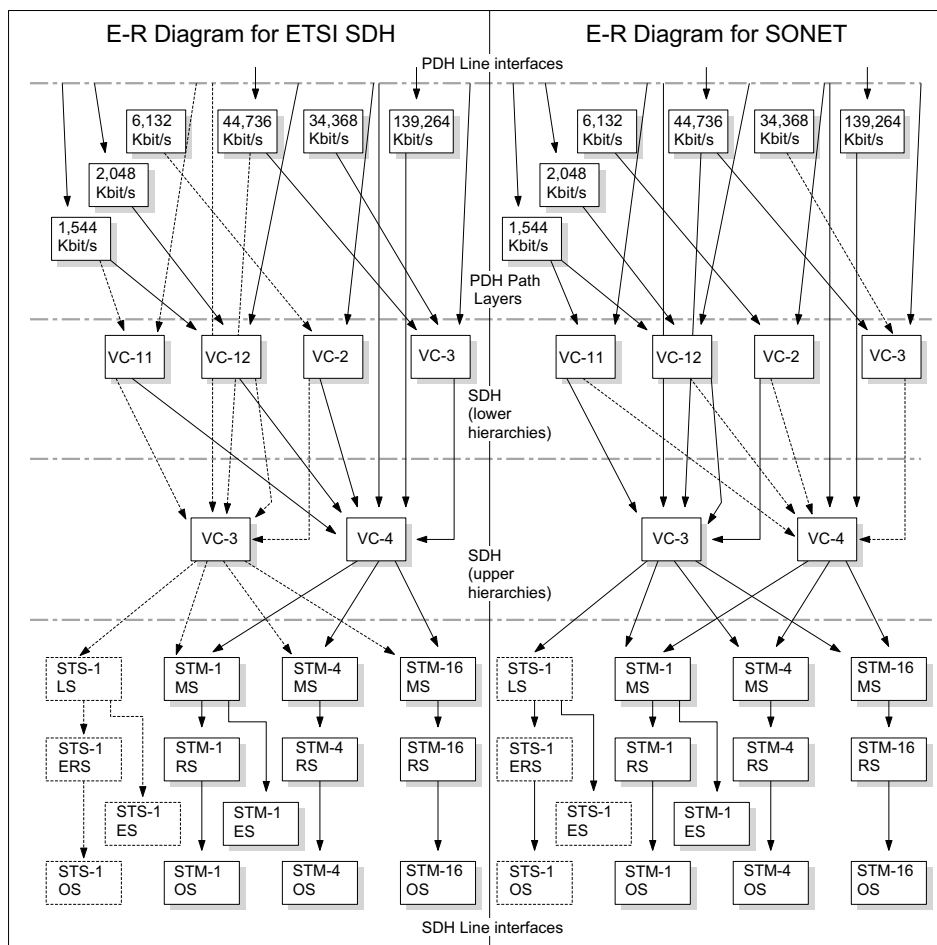 E-R Diagram for ETSI SDH
E-R Diagram for SONET
PDH Line interfaces
6,132
Kbit/s
44,736
Kbit/s
34,368
Kbit/s
139,264
Kbit/s
2,048
Kbit/s
1,544
Kbit/s
6,132
Kbit/s
44,736
Kbit/s
34,368
Kbit/s
139,264
Kbit/s
2,048
Kbit/s
1,544
Kbit/s
PDH Path
Layers
VC-11
VC-12
VC-2
VC-3
VC-11
VC-12
VC-2
VC-3
SDH
(lower
hierarchies)
VC-3
VC-4
VC-3
VC-4
SDH
(upper
hierarchies)
STS-1
LS
STM-1
MS
STM-4
MS
STM-16
MS
STS-1
LS
STM-1
MS
STM-4
MS
STM-16
MS
STS-1
ERS
STM-1
RS
STM-4
RS
STM-16
RS
STS-1
ERS
STM-1
RS
STM-4
RS
STM-16
RS
STS-1
ES
STM-1
ES
STS-1
ES
STM-1
ES
STS-1
OS
STM-1
OS
STM-4
OS
STM-16
OS
STS-1
OS
STM-1
OS
STM-4
OS
STM-16
OS
SDH Line interfaces